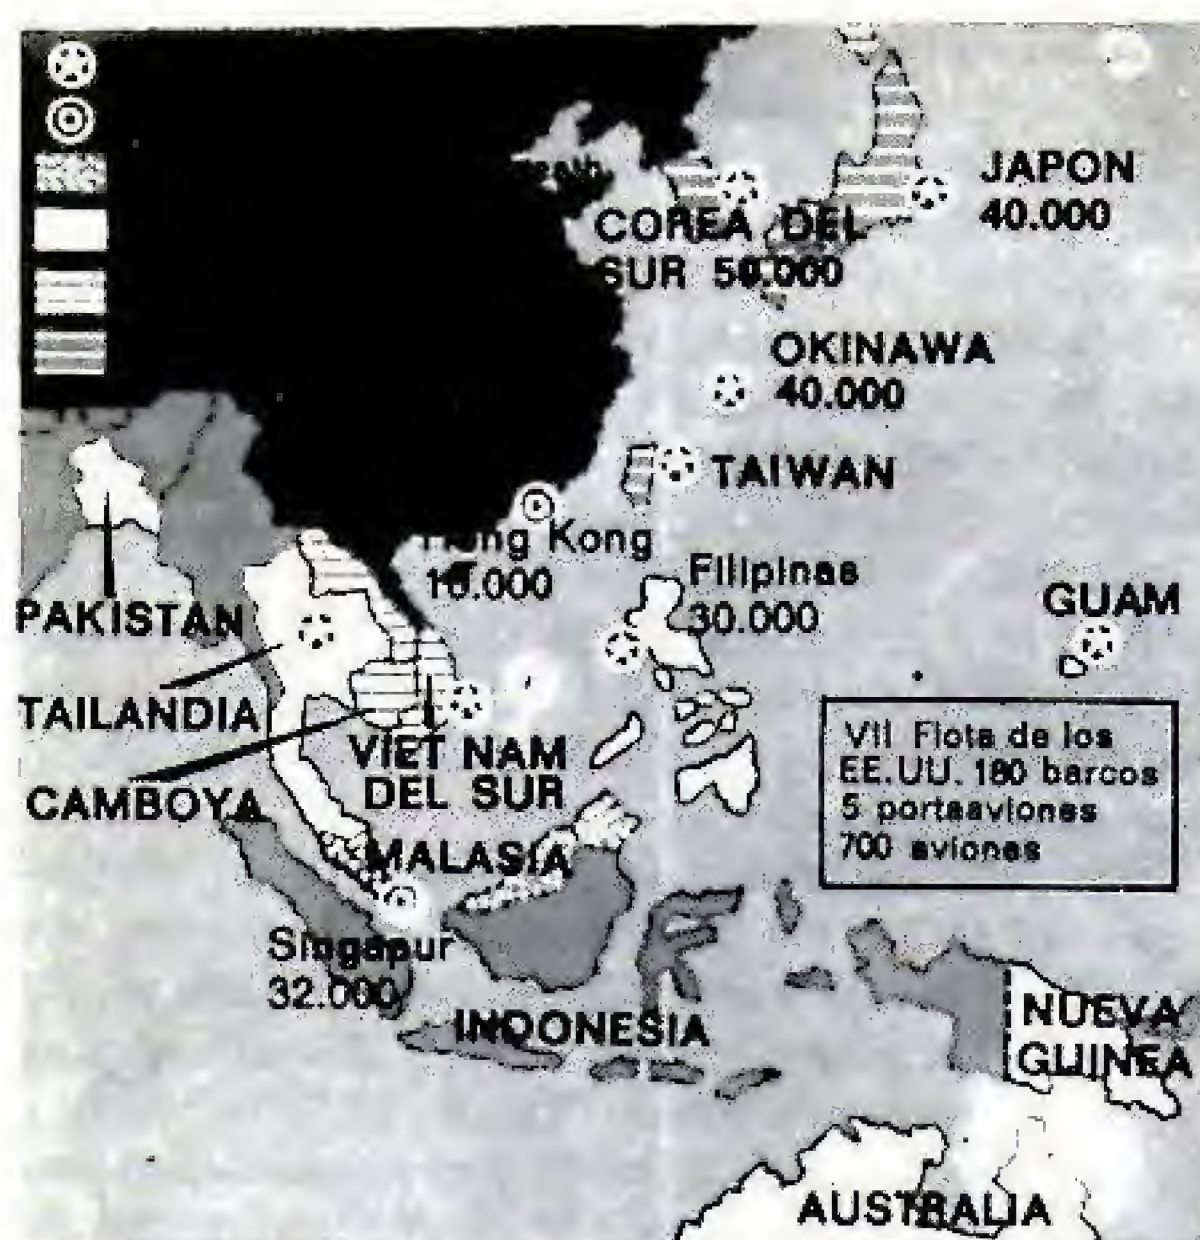 JAPON
40.000
COREA DEL
SUR 50.000
OKINAWA
40.000
TAIWAN
Hong Kong
10.000
Filipinas
30.000
GUAM
PAKISTAN
TAILANDIA
CAMBOYA
VIET NAM
DEL SUR
VII Flota de los
EE.UU. 180 barcos
5 portaaviones
700 aviones
MALASIA
Singapur
32.000
INDONESIA
NUEVA
GUINEA
AUSTRALIA